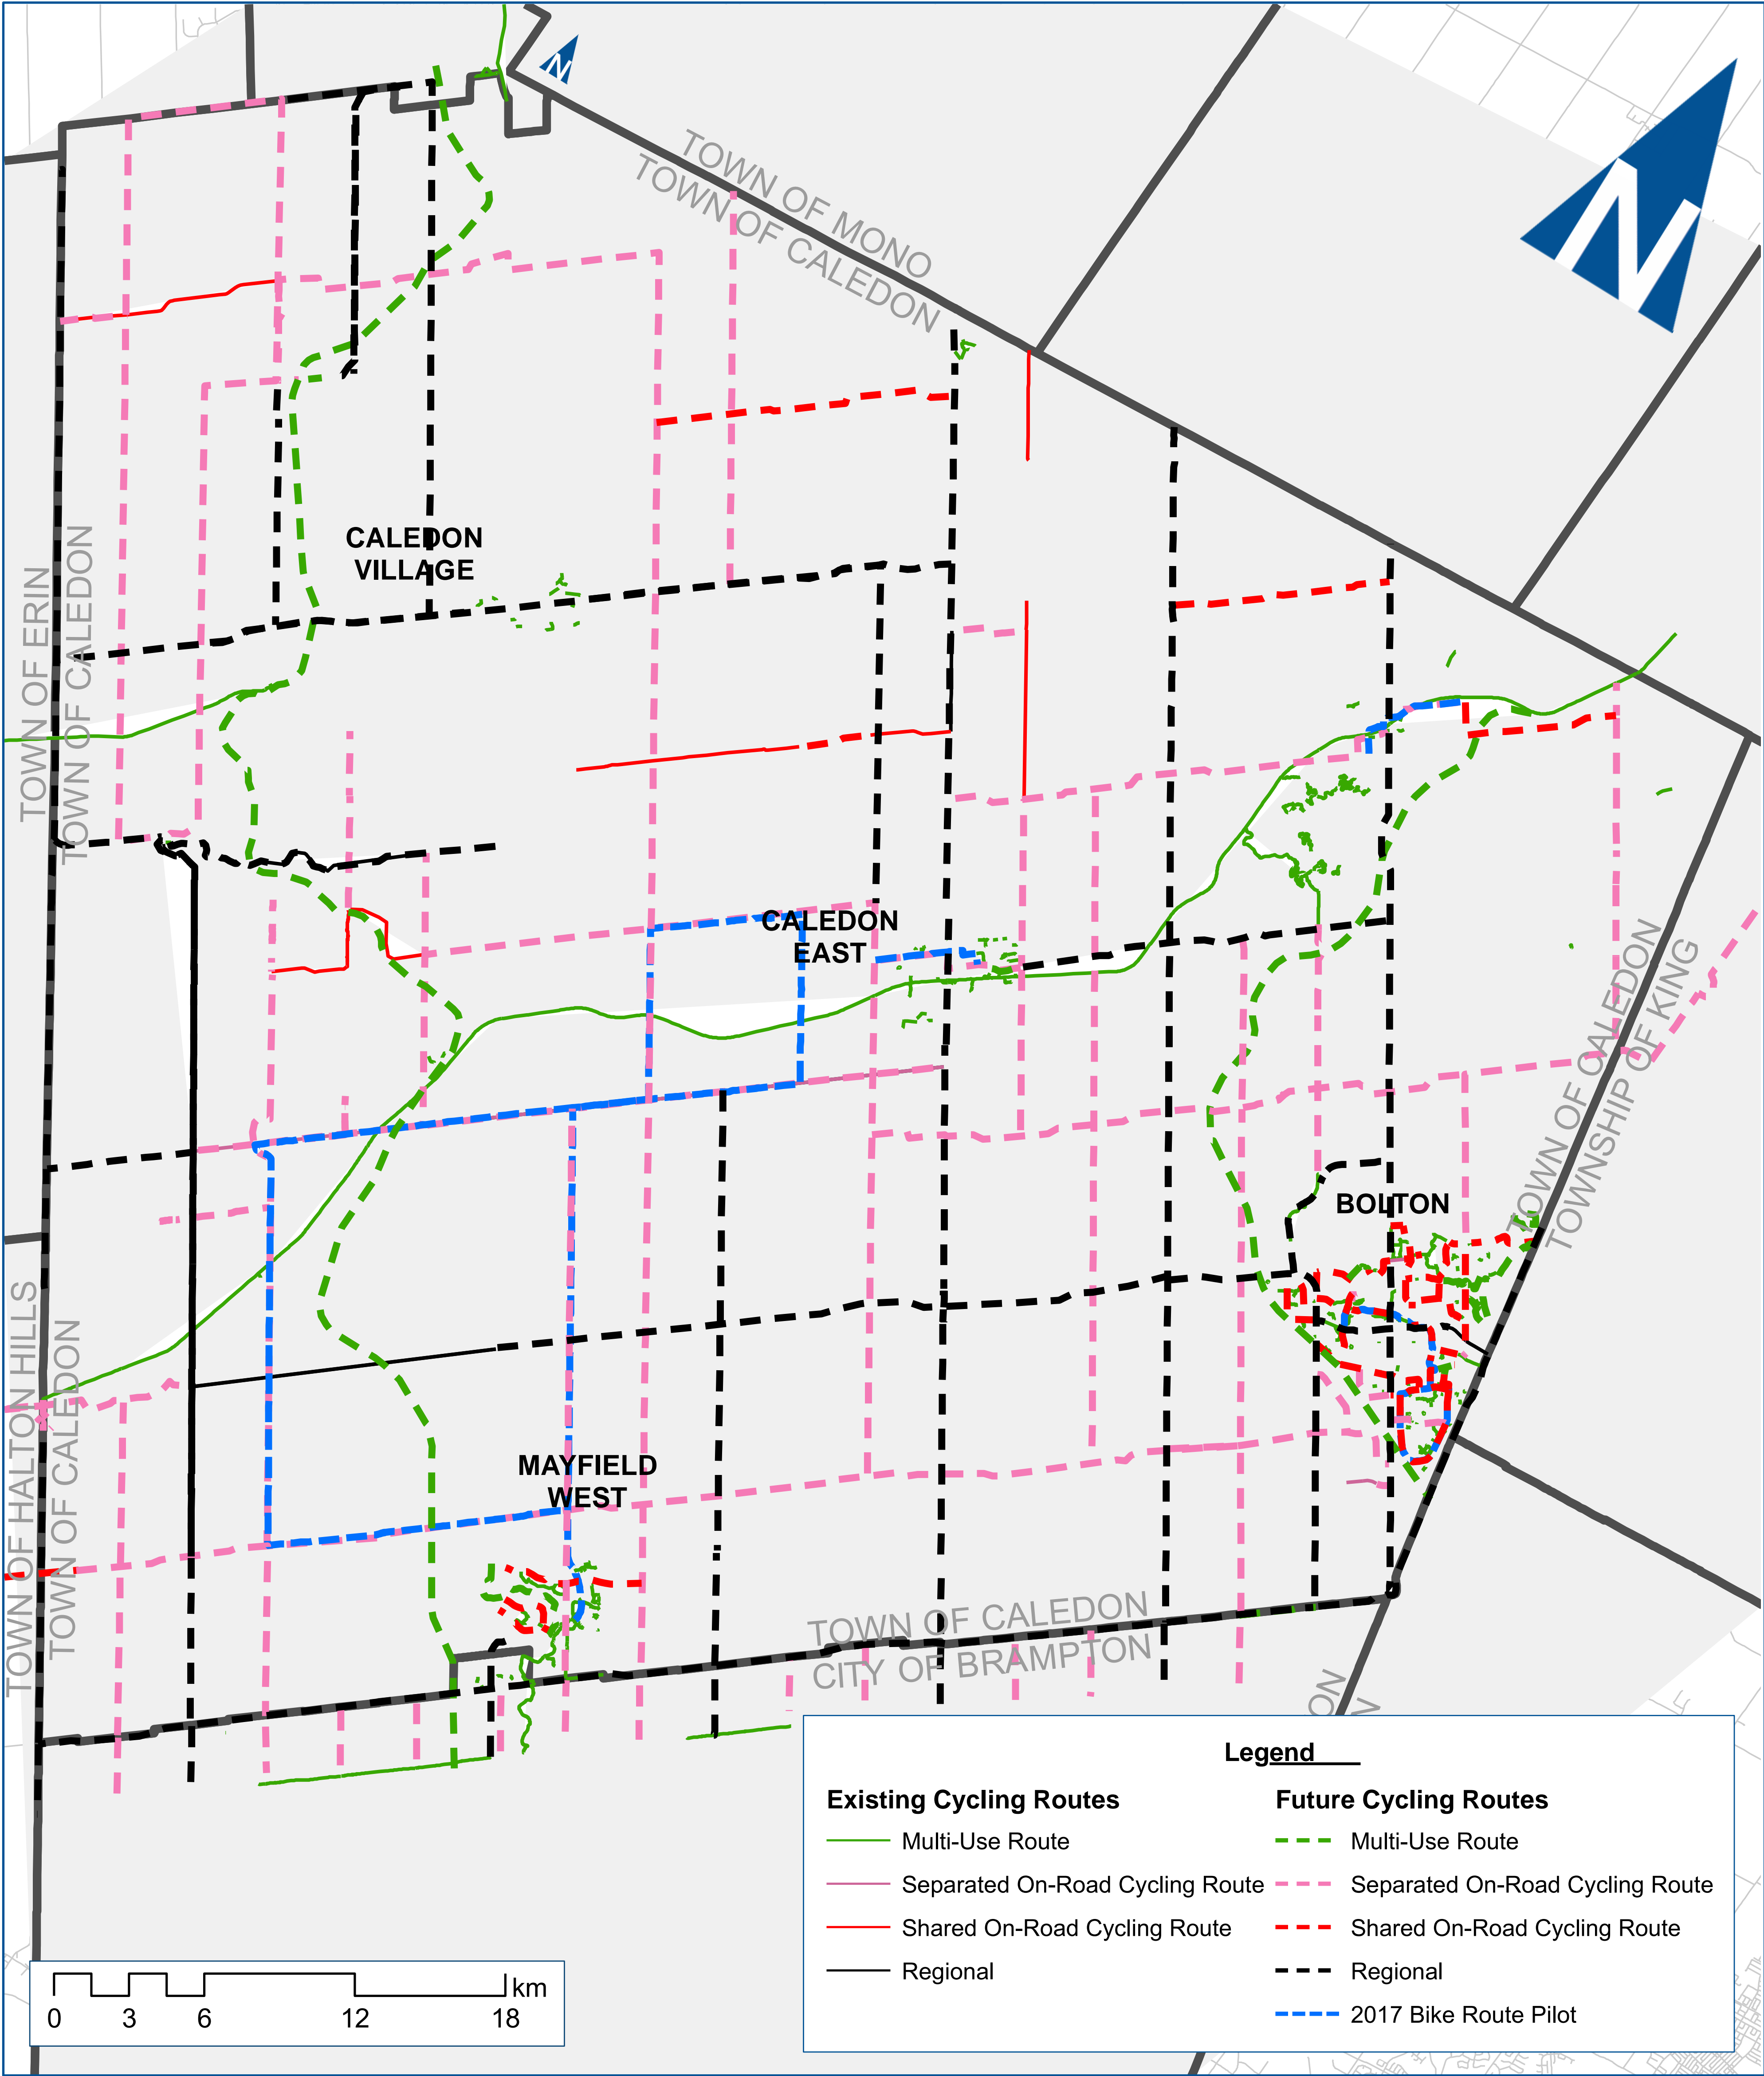 N
N
TOWN OF MONO
TOWN OF CALEDON
CALEDON
VILLAGE
TOWN OF ERIN
TOWN OF CALEDON
CALEDON
EAST
TOWN OF CALEDON
TOWNSHIP OF KING
BOLTON
TOWN OF HALTON HILLS
TOWN OF CALEDON
MAYFIELD
WEST
TOWN OF CALEDON
CITY OF BRAMPTON
ON
V
Legend
Existing Cycling Routes
Multi-Use Route
Separated On-Road Cycling Route
Shared On-Road Cycling Route
Regional
Future Cycling Routes
Multi-Use Route
Separated On-Road Cycling Route
Shared On-Road Cycling Route
Regional
2017 Bike Route Pilot
km
0 3 6 12 18